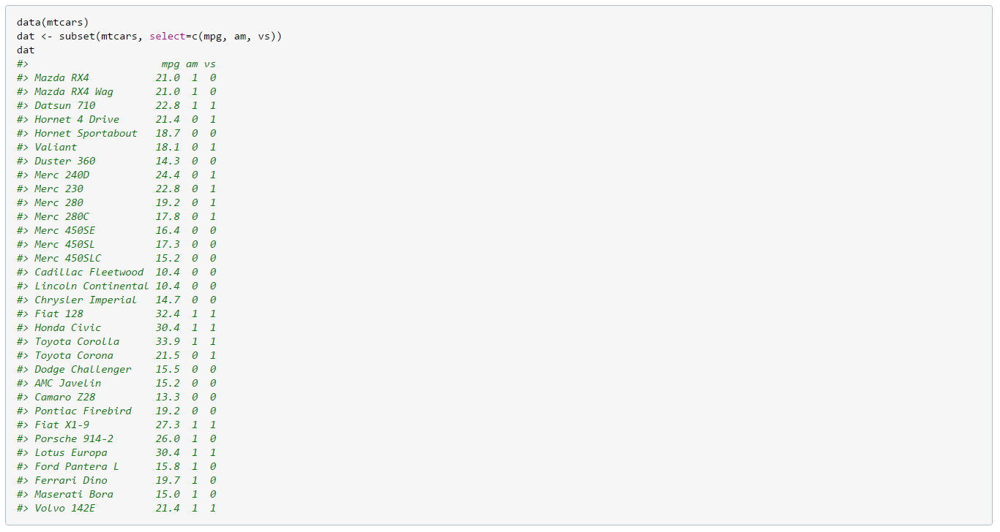 data(mtcars)
dat <- subset(mtcars, select=c(mpg, am, vs))
dat
#>                      mpg am vs
#> Mazda RX4           21.0  1  0
#> Mazda RX4 Wag       21.0  1  0
#> Datsun 710          22.8  1  1
#> Hornet 4 Drive      21.4  0  1
#> Hornet Sportabout   18.7  0  0
#> Valiant             18.1  0  1
#> Duster 360          14.3  0  0
#> Merc 240D           24.4  0  1
#> Merc 230            22.8  0  1
#> Merc 280            19.2  0  1
#> Merc 280C           17.8  0  1
#> Merc 450SE          16.4  0  0
#> Merc 450SL          17.3  0  0
#> Merc 450SLC         15.2  0  0
#> Cadillac Fleetwood  10.4  0  0
#> Lincoln Continental 10.4  0  0
#> Chrysler Imperial   14.7  0  0
#> Fiat 128            32.4  1  1
#> Honda Civic         30.4  1  1
#> Toyota Corolla      33.9  1  1
#> Toyota Corona       21.5  0  1
#> Dodge Challenger    15.5  0  0
#> AMC Javelin         15.2  0  0
#> Camaro Z28          13.3  0  0
#> Pontiac Firebird    19.2  0  0
#> Fiat X1-9           27.3  1  1
#> Porsche 914-2       26.0  1  0
#> Lotus Europa        30.4  1  1
#> Ford Pantera L      15.8  1  0
#> Ferrari Dino        19.7  1  0
#> Maserati Bora       15.0  1  0
#> Volvo 142E          21.4  1  1